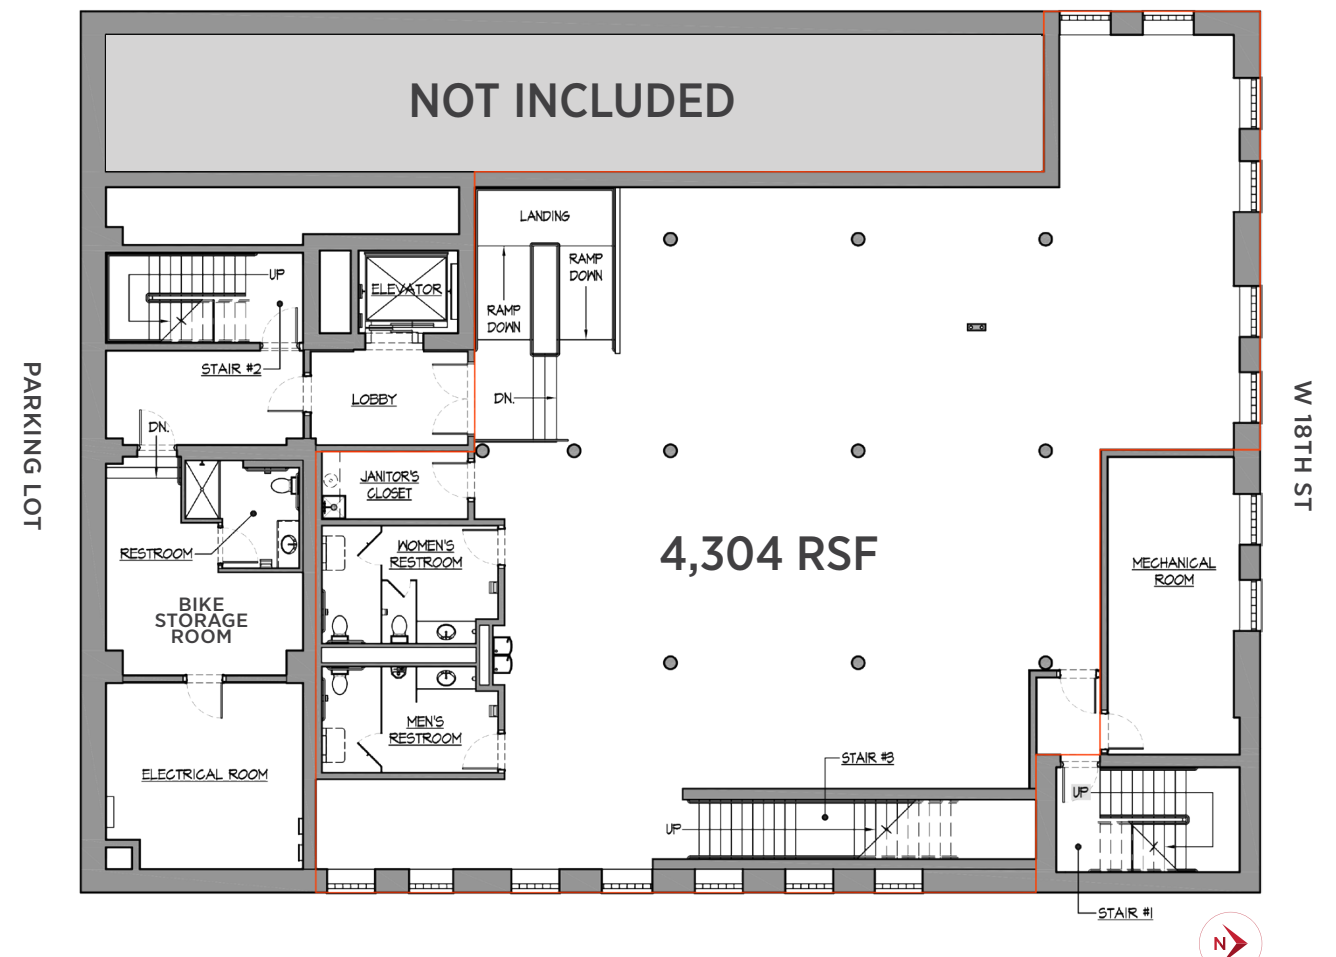 NOT INCLUDED
LANDING
RAMP
DOWN
RAMP
DOWN
UP
ELEVATOR
STAIR #2
LOBBY
DN.
DN.
PARKING LOT
W 18TH ST
JANITOR'S
CLOSET
RESTROOM
WOMEN'S
RESTROOM
4,304 RSF
MECHANICAL
ROOM
BIKE
STORAGE
ROOM
MEN'S
RESTROOM
ELECTRICAL ROOM
STAIR #3
UP
UP
STAIR #1
N